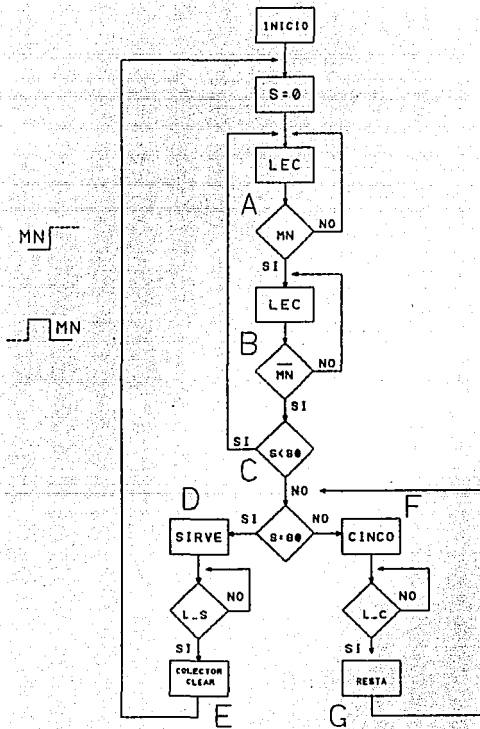 INICIO
S=0
LEC
A
MN
NO
MN
SI
LEC
MN
B
MN
NO
SI
SI
S<80
C
NO
D
F
SI
S=80
NO
SIRVE
CINCO
L_S
NO
L_C
NO
SI
SI
COLECTOR
CLEAR
RESTA
E
G